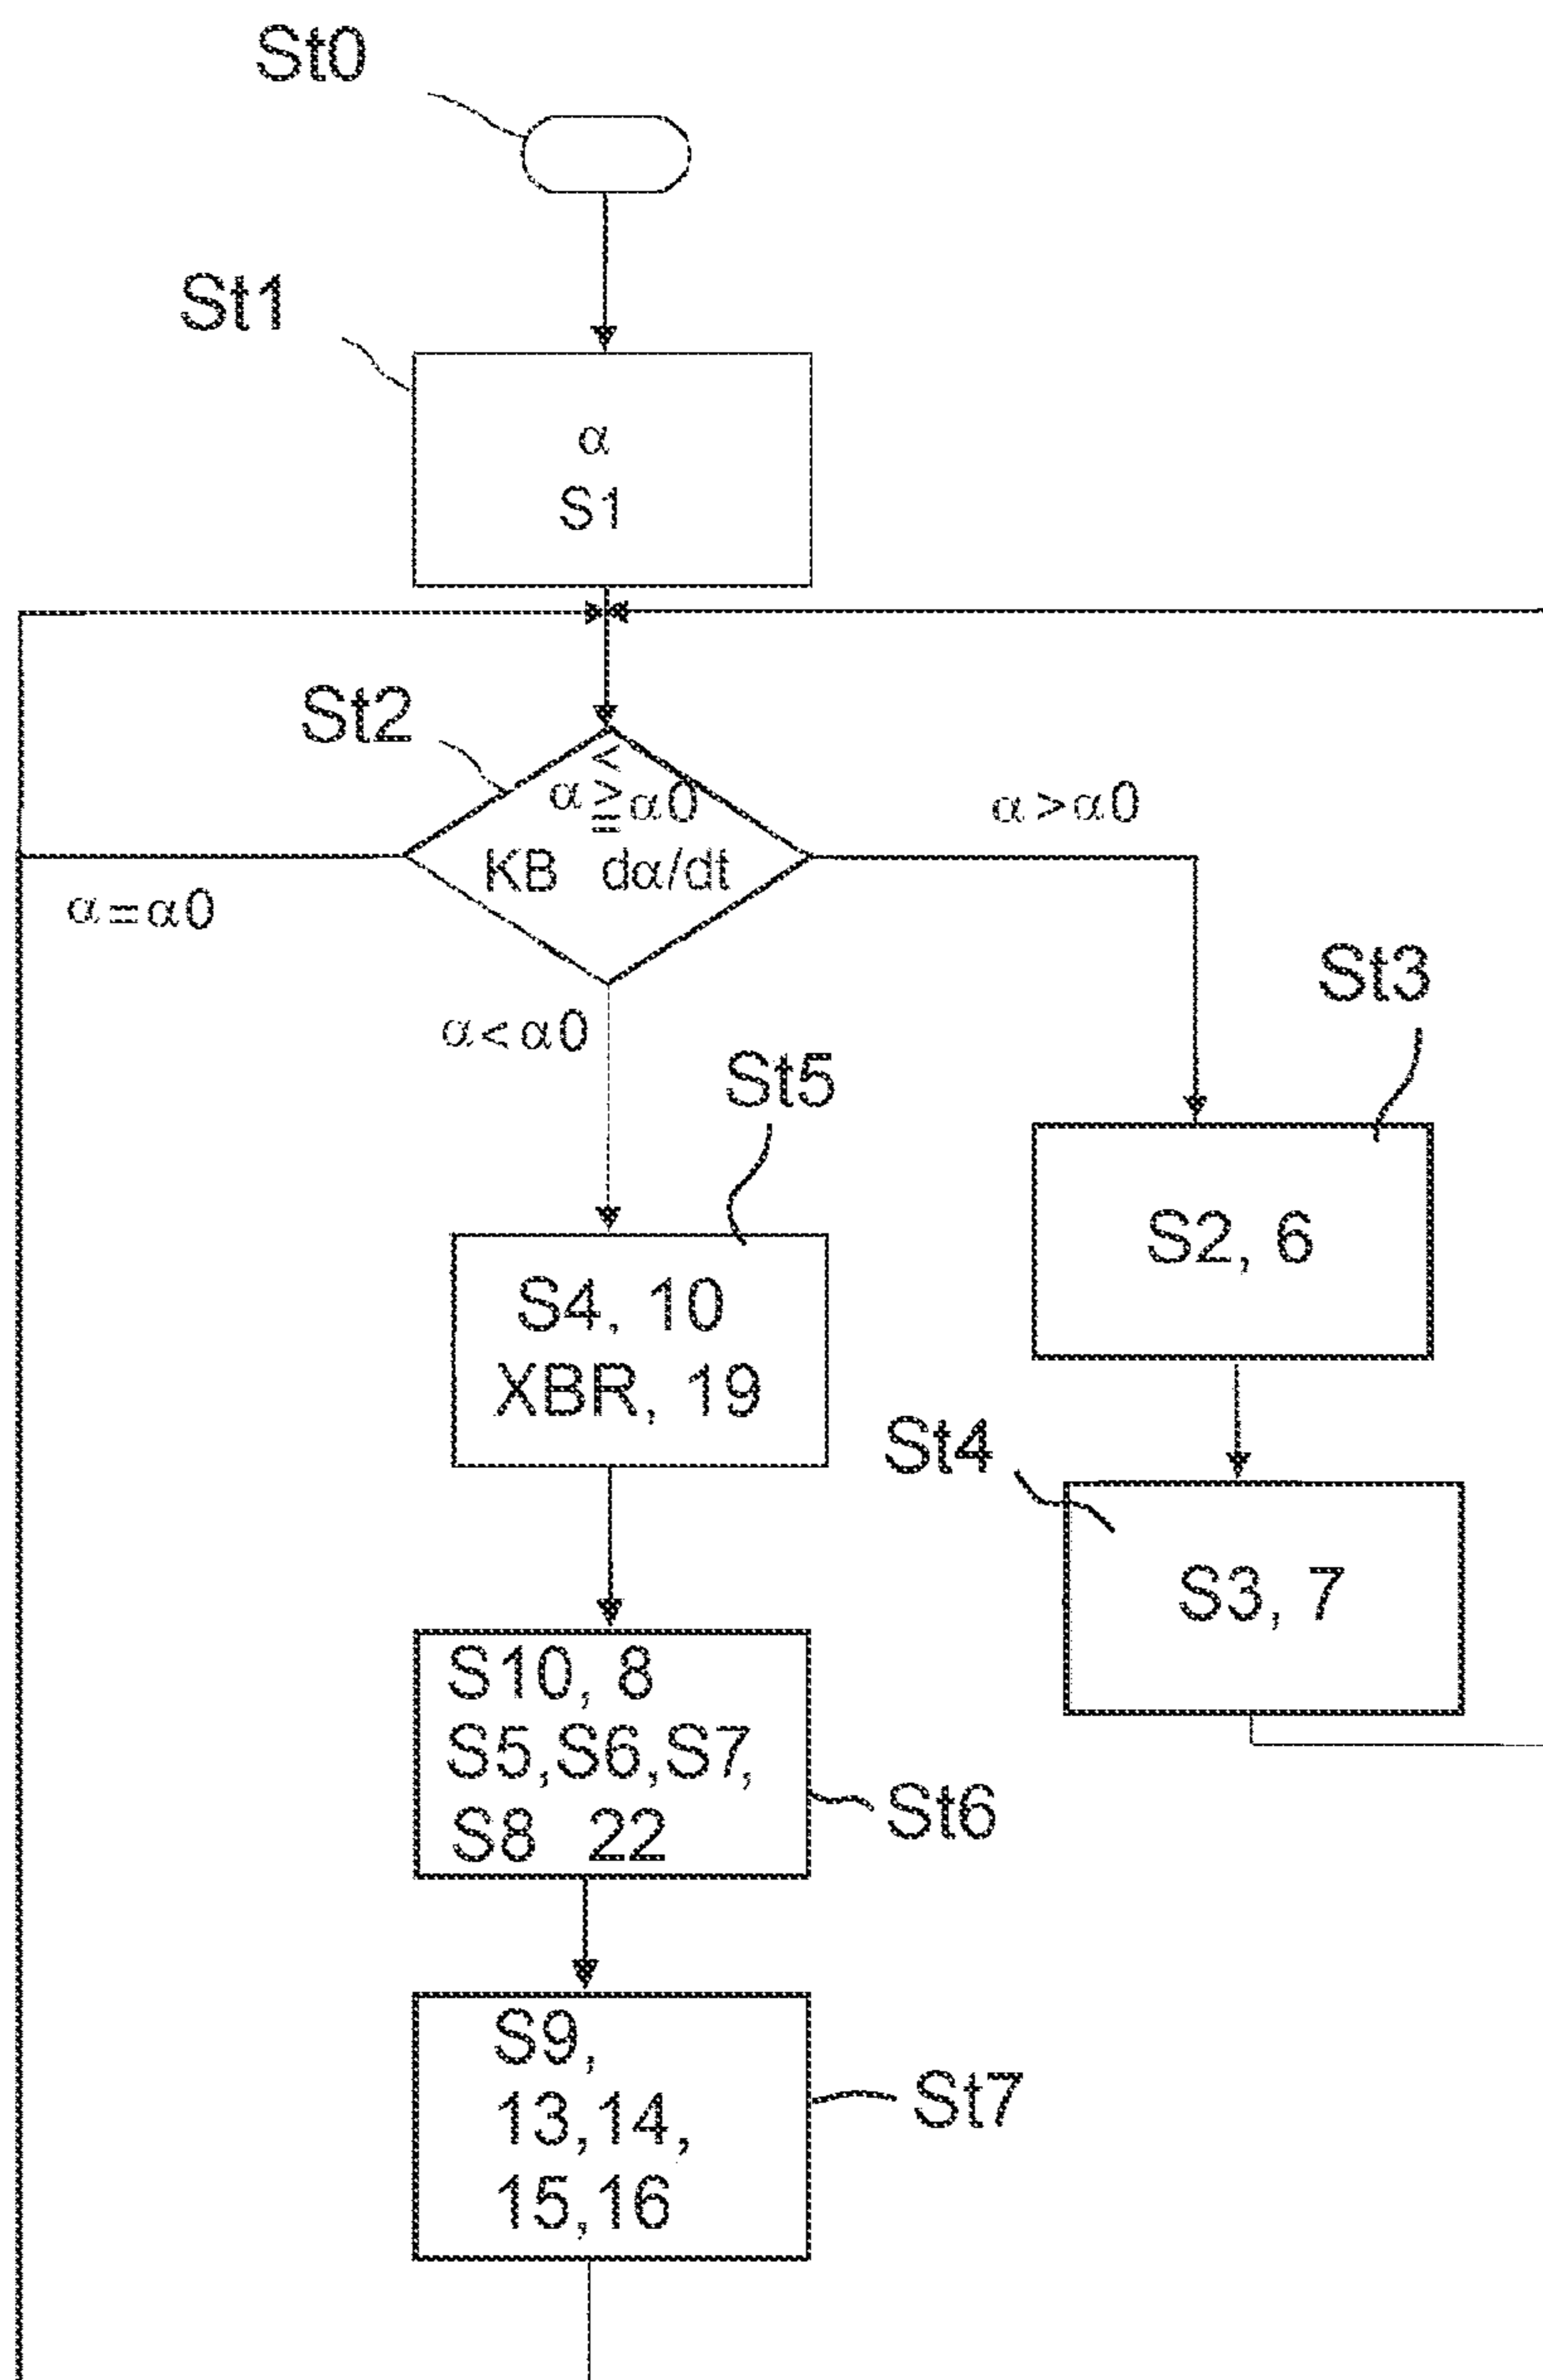 St0
St1
α
S1
St2
<
α > α0
=
KB dα/dt
α>α0
α=α0
α<α0
St3
St5
S2, 6
S4, 10
XBR, 19
St4
S3, 7
S10, 8
S5,S6,S7,
S8 22
St6
S9,
13,14,
15,16
St7